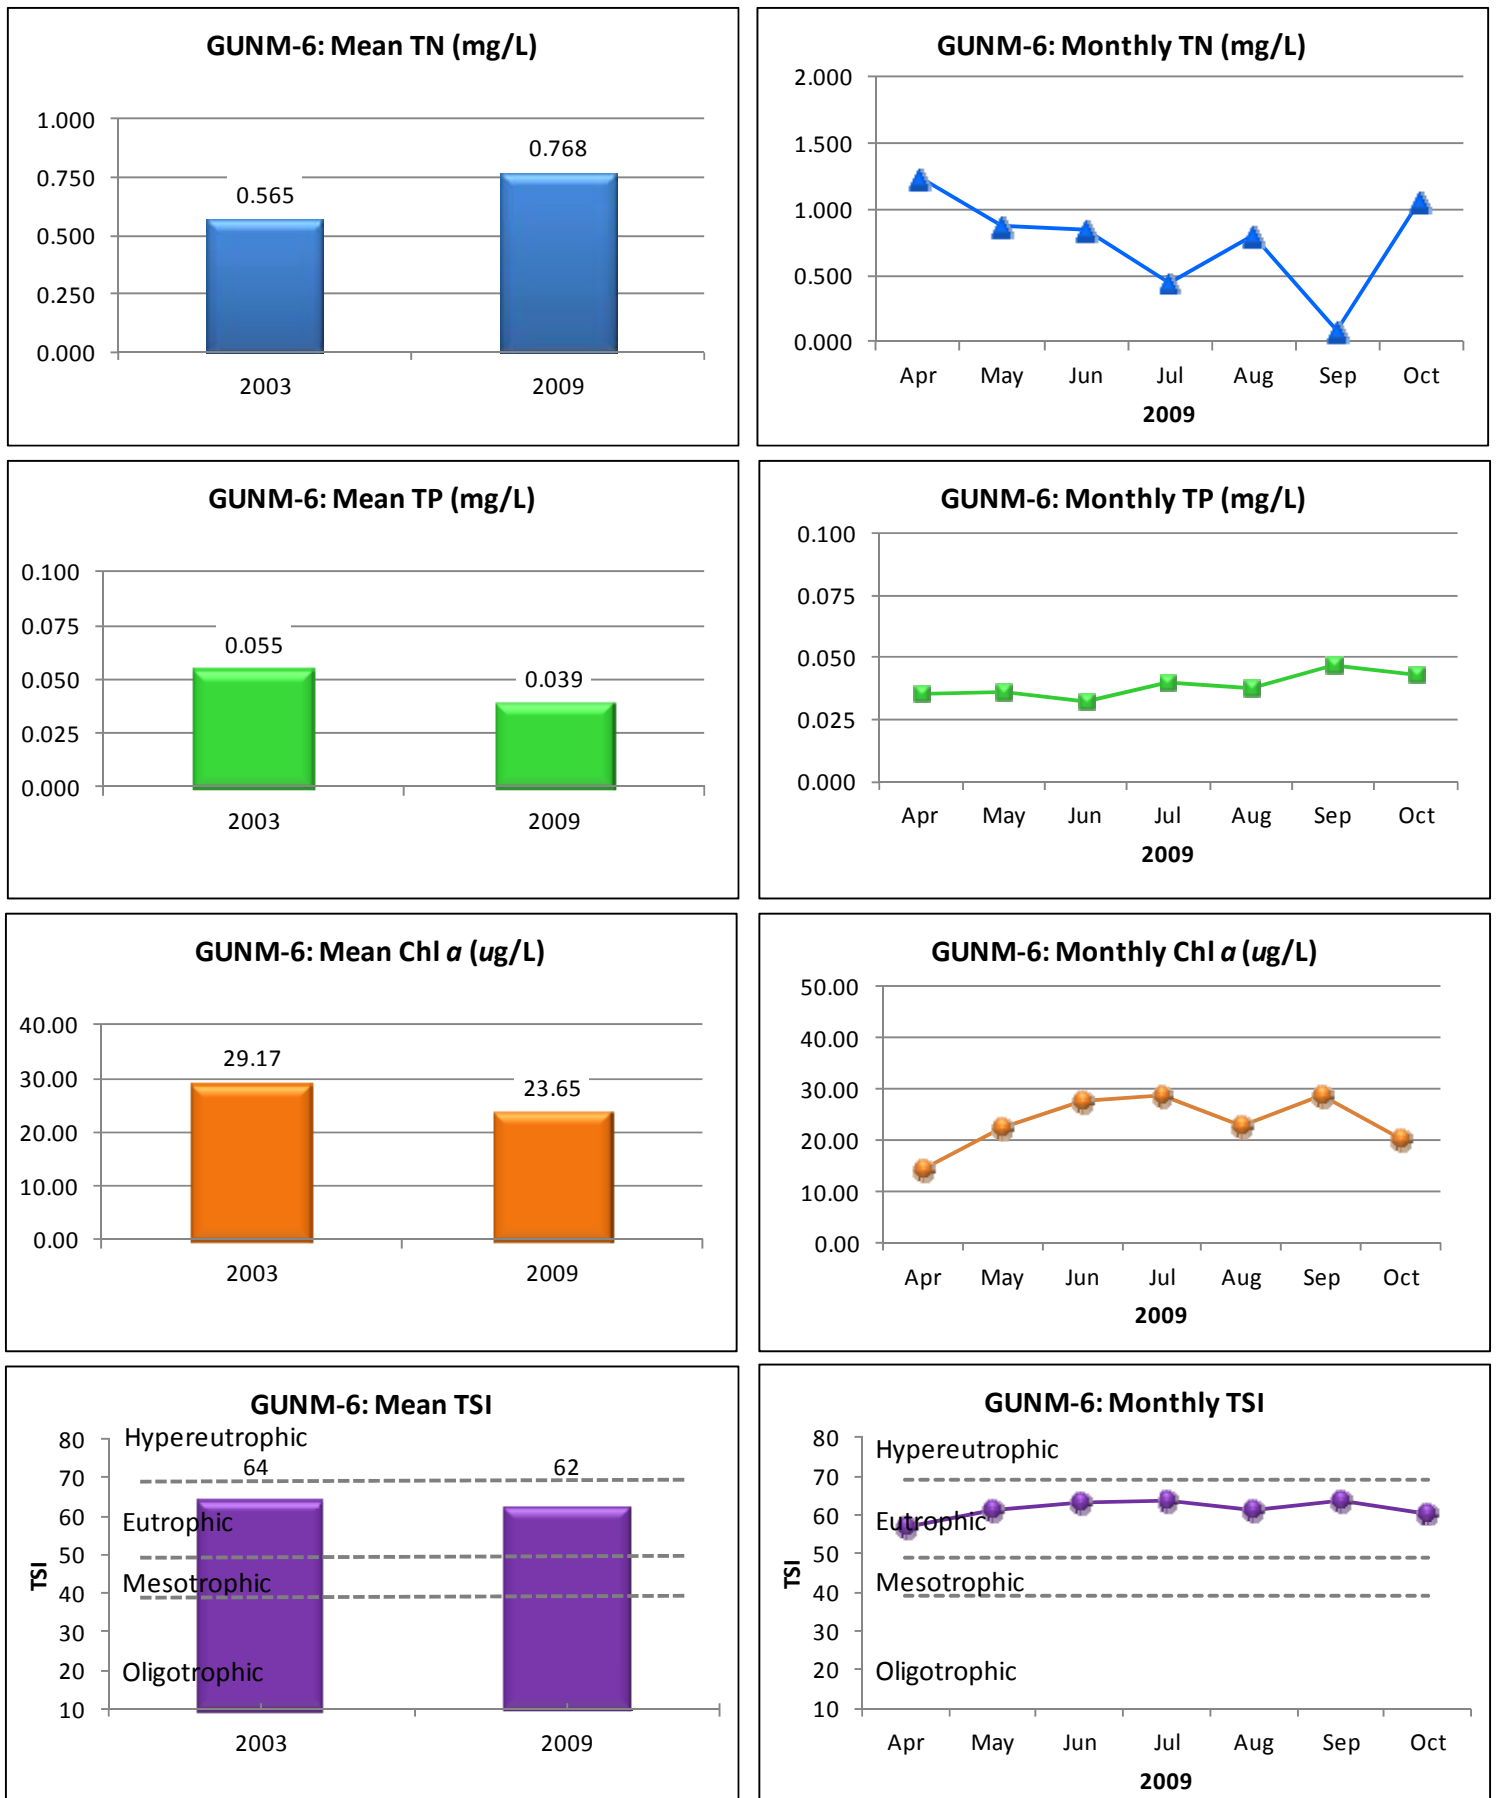 GUNM-6: Mean TN (mg/L)
1.000
0.750
0.500
0.250
0.000
0.565
0.768
2003 2009
GUNM-6: Monthly TN (mg/L)
2.000
1.500
1.000
0.500
0.000
Apr May Jun Jul Aug Sep Oct
2009
GUNM-6: Mean TP (mg/L)
0.100
0.075
0.050
0.025
0.000
0.055
0.039
2003 2009
GUNM-6: Monthly TP (mg/L)
0.100
0.075
0.050
0.025
0.000
Apr May Jun Jul Aug Sep Oct
2009
GUNM-6: Mean Chl a (ug/L)
40.00
30.00
20.00
10.00
0.00
29.17
23.65
2003 2009
GUNM-6: Monthly Chl a (ug/L)
50.00
40.00
30.00
20.00
10.00
0.00
Apr May Jun Jul Aug Sep Oct
2009
GUNM-6: Mean TSI
TSI
80
70
60
50
40
30
20
10
Hypereutrophic
64 62
Eutrophic
Mesotrophic
Oligotrophic
2003 2009
GUNM-6: Monthly TSI
TSI
80
70
60
50
40
30
20
10
Hypereutrophic
Eutrophic
Mesotrophic
Oligotrophic
Apr May Jun Jul Aug Sep Oct
2009